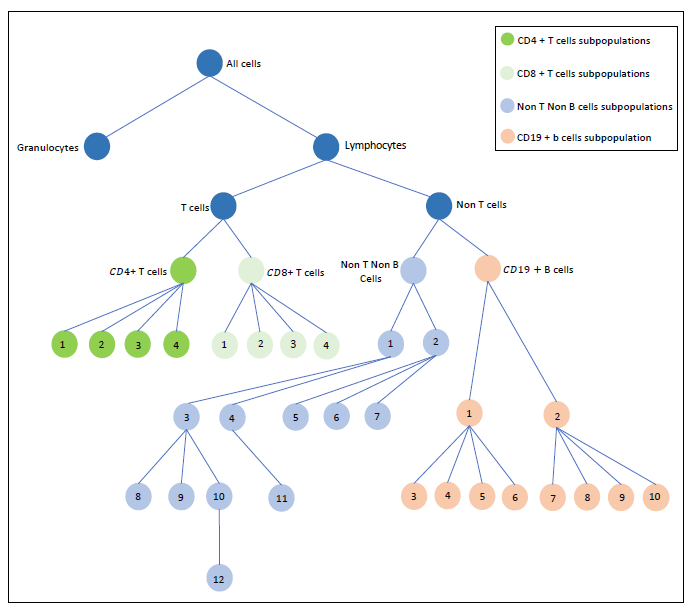 CD4 + T cells subpopulations
CD8 + T cells subpopulations
Non T Non B cells subpopulations
CD19 + b cells subpopulation
All cells
Granulocytes
Lymphocytes
T cells
Non T cells
CD4+ T cells
CD8+ T cells
Non T Non B
Cells
CD19 + B cells
1 2 3 4 1 2 3 4 1 2
3 4 5 6 7 1 2
8 9 10 11 3 4 5 6 7 8 9 10
12